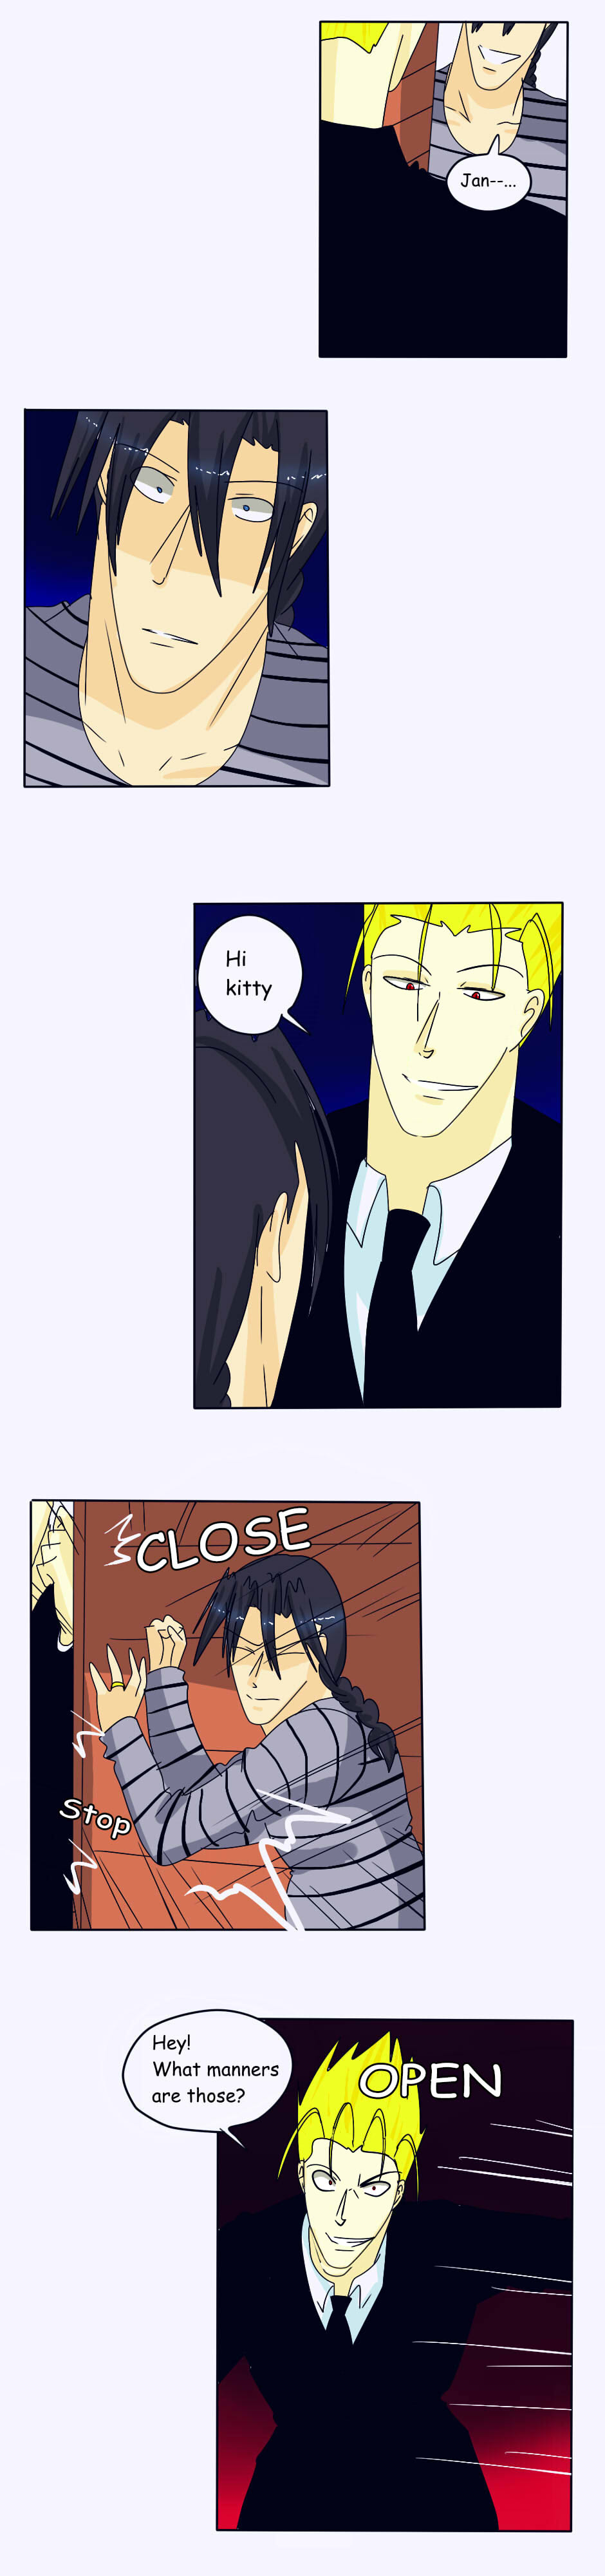 Jan--...
Hi
kitty
CLOSE
Stop
Hey!
What manners
are those?
OPEN